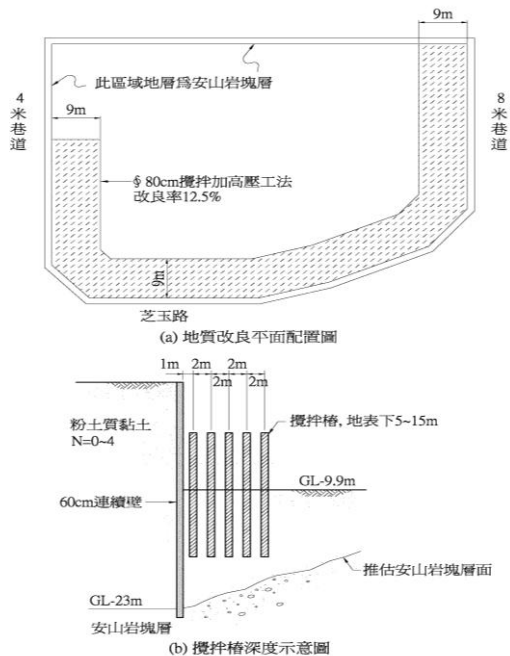 9m
此區域地層爲安山岩塊層
4米巷道
8米巷道
9m
§ 80cm攪拌加高壓工法
改良率12.5%
9m
芝玉路
(a) 地質改良平面配置圖
1m 2m 2m
2m 2m
粉土質黏土
N=0~4
攪拌樁, 地表下5~15m
GL-9.9m
60cm連續壁
推估安山岩塊層面
GL-23m
安山岩塊層
(b) 攪拌樁深度示意圖